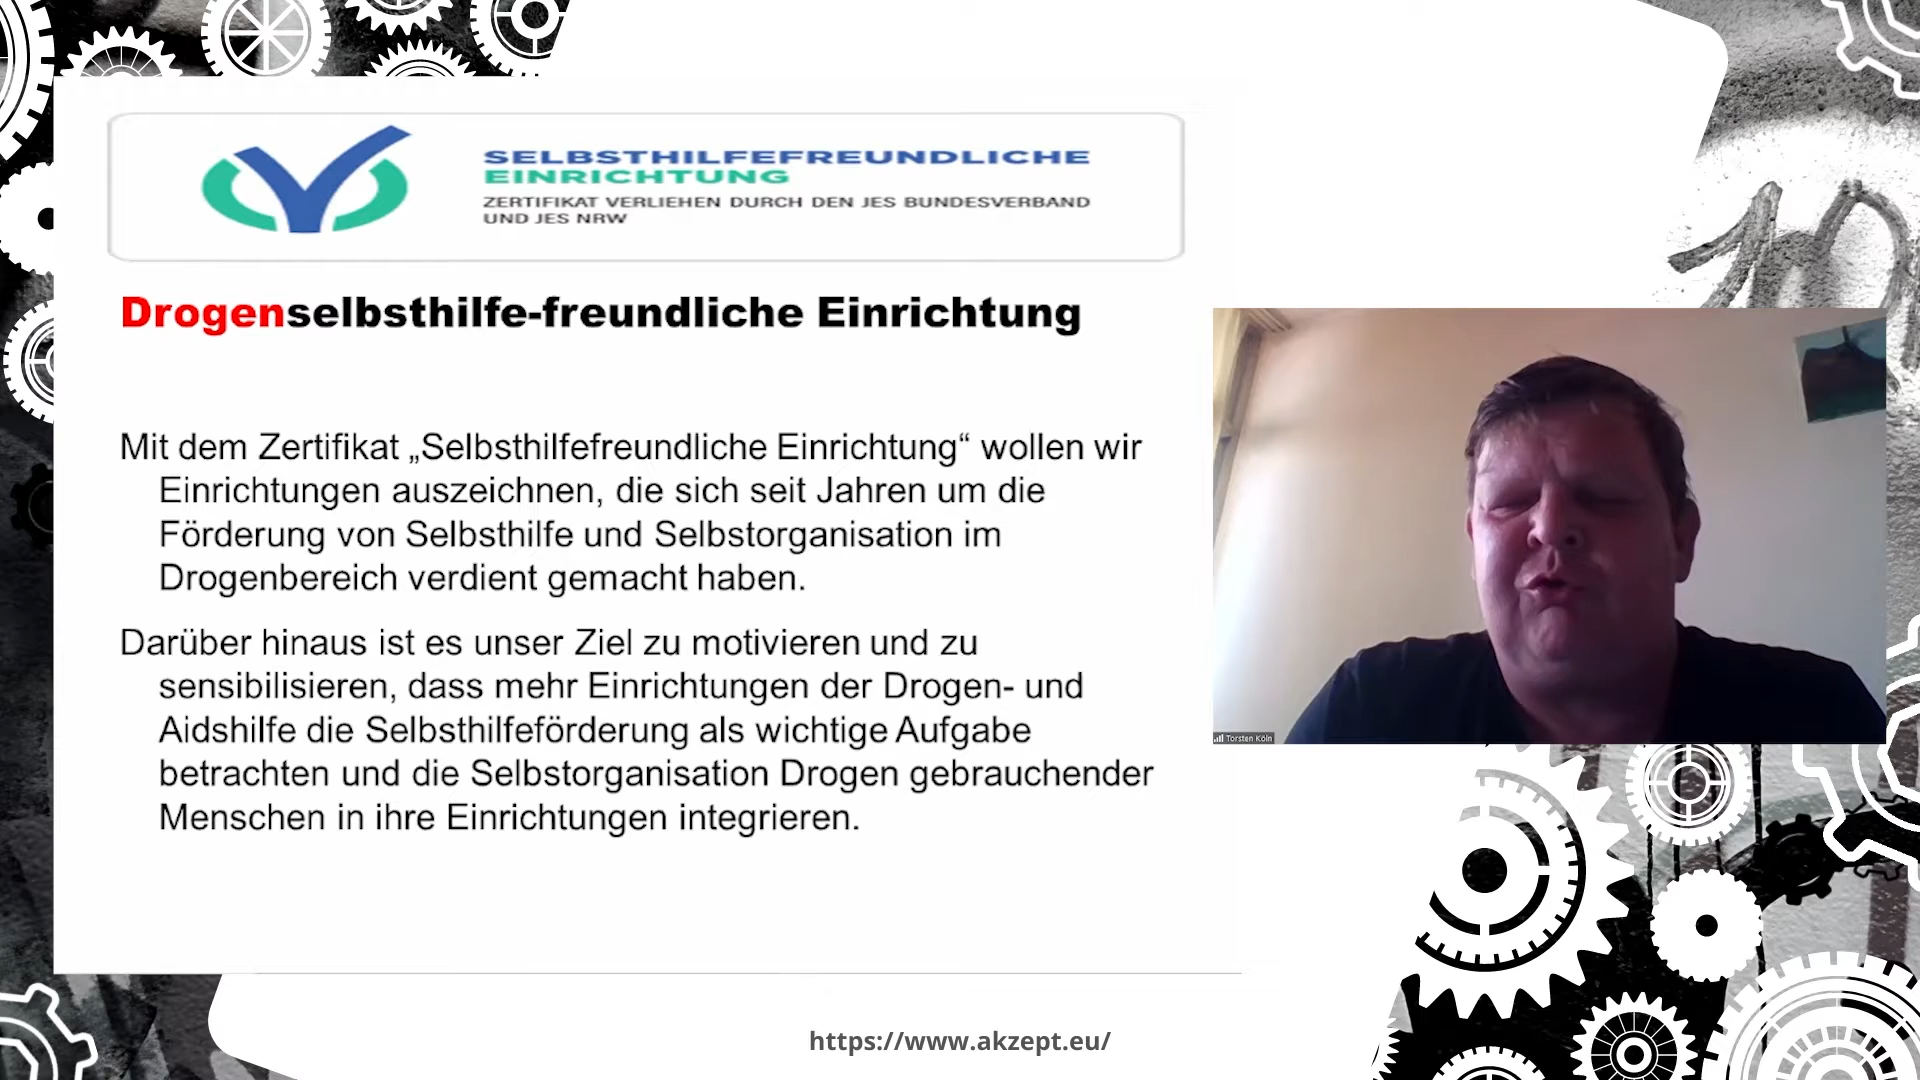 SELBSTHILFEFREUNDLICHE
EINRICHTUNG
ZERTIFIKAT VERLIEHEN DURCH DEN JES BUNDESVERBAND
UND JES NRW
Drogenselbsthilfe-freundliche Einrichtung
Mit dem Zertifikat „Selbsthilfefreundliche Einrichtung“ wollen wir
Einrichtungen auszeichnen, die sich seit Jahren um die
Förderung von Selbsthilfe und Selbstorganisation im
Drogenbereich verdient gemacht haben.
Darüber hinaus ist es unser Ziel zu motivieren und zu
sensibilisieren, dass mehr Einrichtungen der Drogen- und
Aidshilfe die Selbsthilfeförderung als wichtige Aufgabe
betrachten und die Selbstorganisation Drogen gebrauchender
Menschen in ihre Einrichtungen integrieren.
Torsten Köln
https://www.akzept.eu/